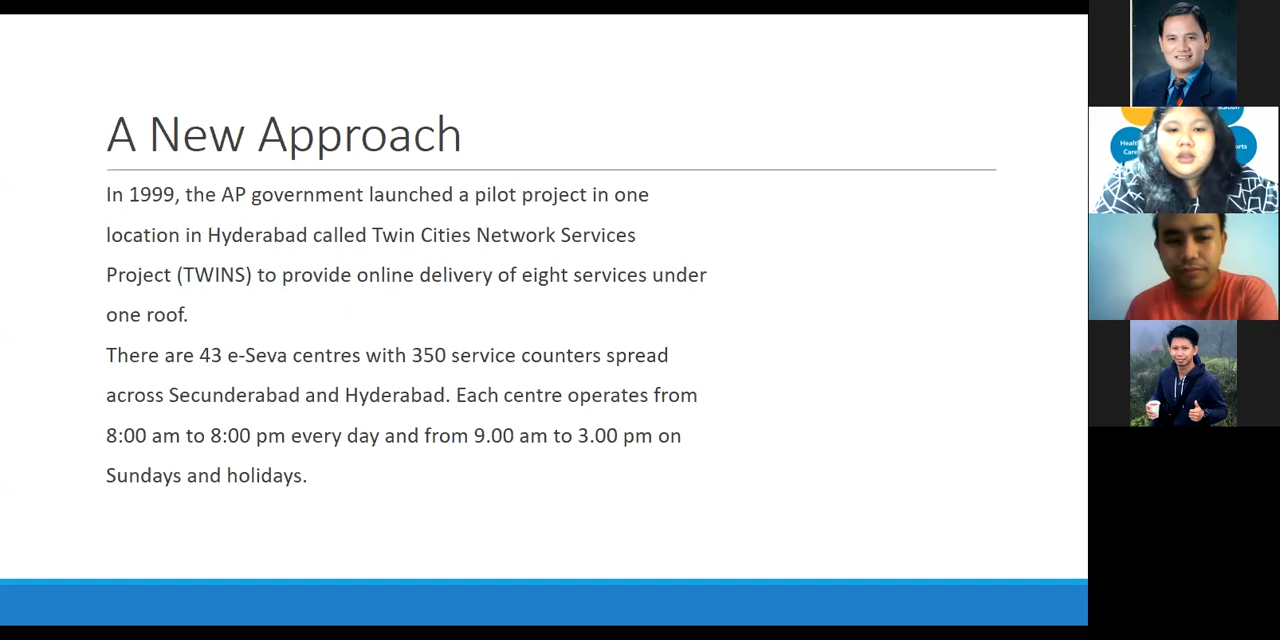 A New Approach
In 1999, the AP government launched a pilot project in one
location in Hyderabad called Twin Cities Network Services
Project (TWINS) to provide online delivery of eight services under
one roof.
There are 43 e-Seva centres with 350 service counters spread
across Secunderabad and Hyderabad. Each centre operates from
8:00 am to 8:00 pm every day and from 9.00 am to 3.00 pm on
Sundays and holidays.
Health
Care